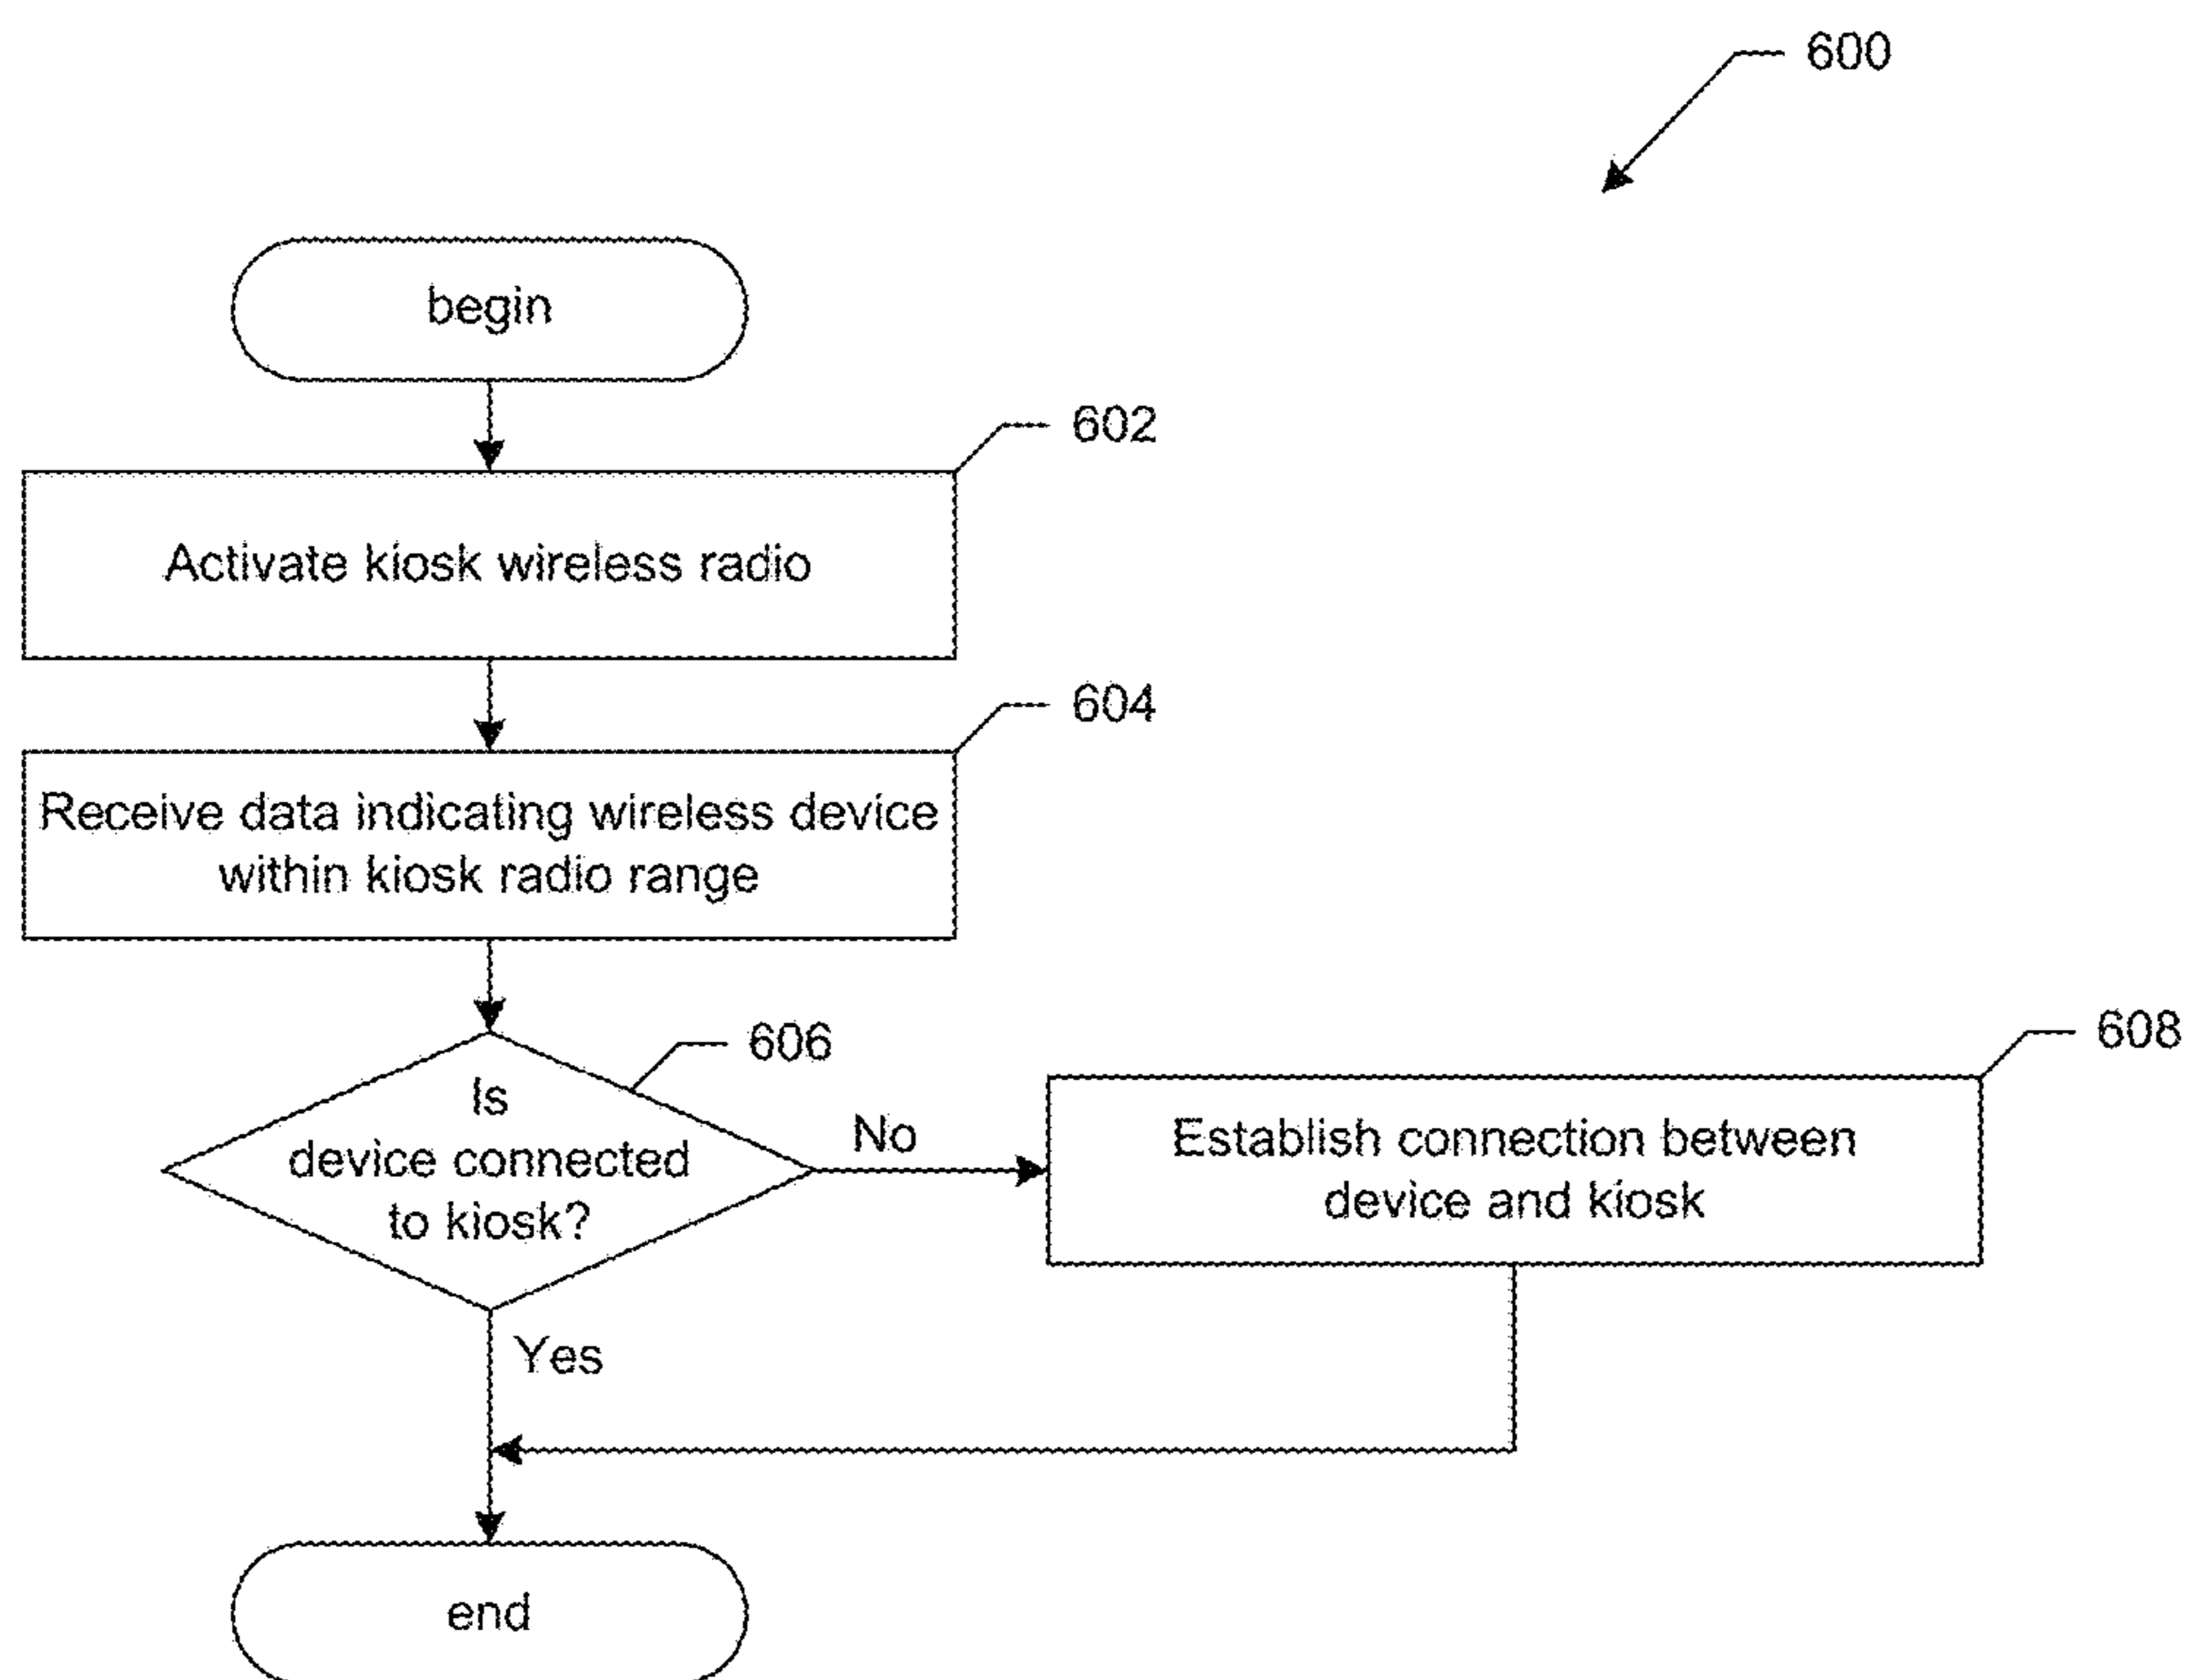 600
begin
602
Activate kiosk wireless radio
604
Receive data indicating wireless device
within kiosk radio range
606
Is
device connected
to kiosk?
No
608
Establish connection between
device and kiosk
Yes
end